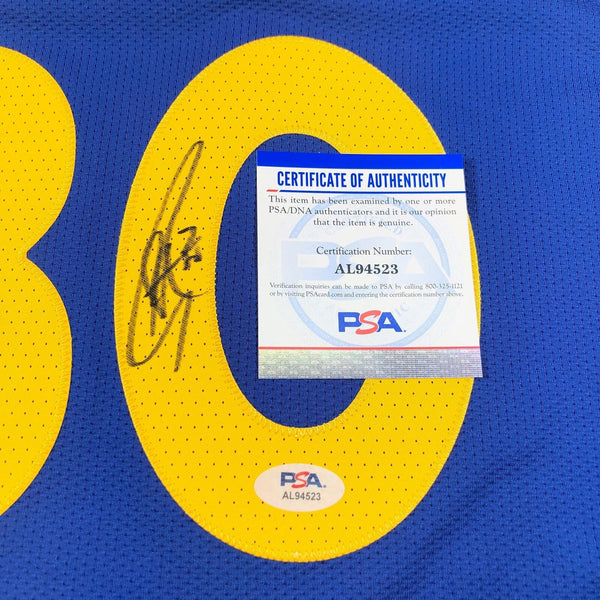 30
CERTIFICATE OF AUTHENTICITY
This item has been examined by one or more
PSA/DNA authenticators and it is our opinion
that the item is genuine.
Certification Number:
AL94523
Verification inquiries can be made to PSA by calling 800-325-1121
or by visiting PSAcard.com and entering the certification number above.
PSA
PSA
AL94523